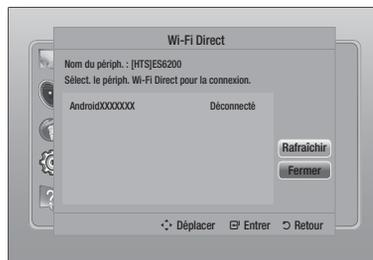 Wi-Fi Direct
Nom du périph. : [HTS]ES6200
Sélect. le périph. Wi-Fi Direct pour la connexion.
AndroidXXXXXXX Déconnecté
Rafraîchir
Fermer
Déplacer Entrer Retour